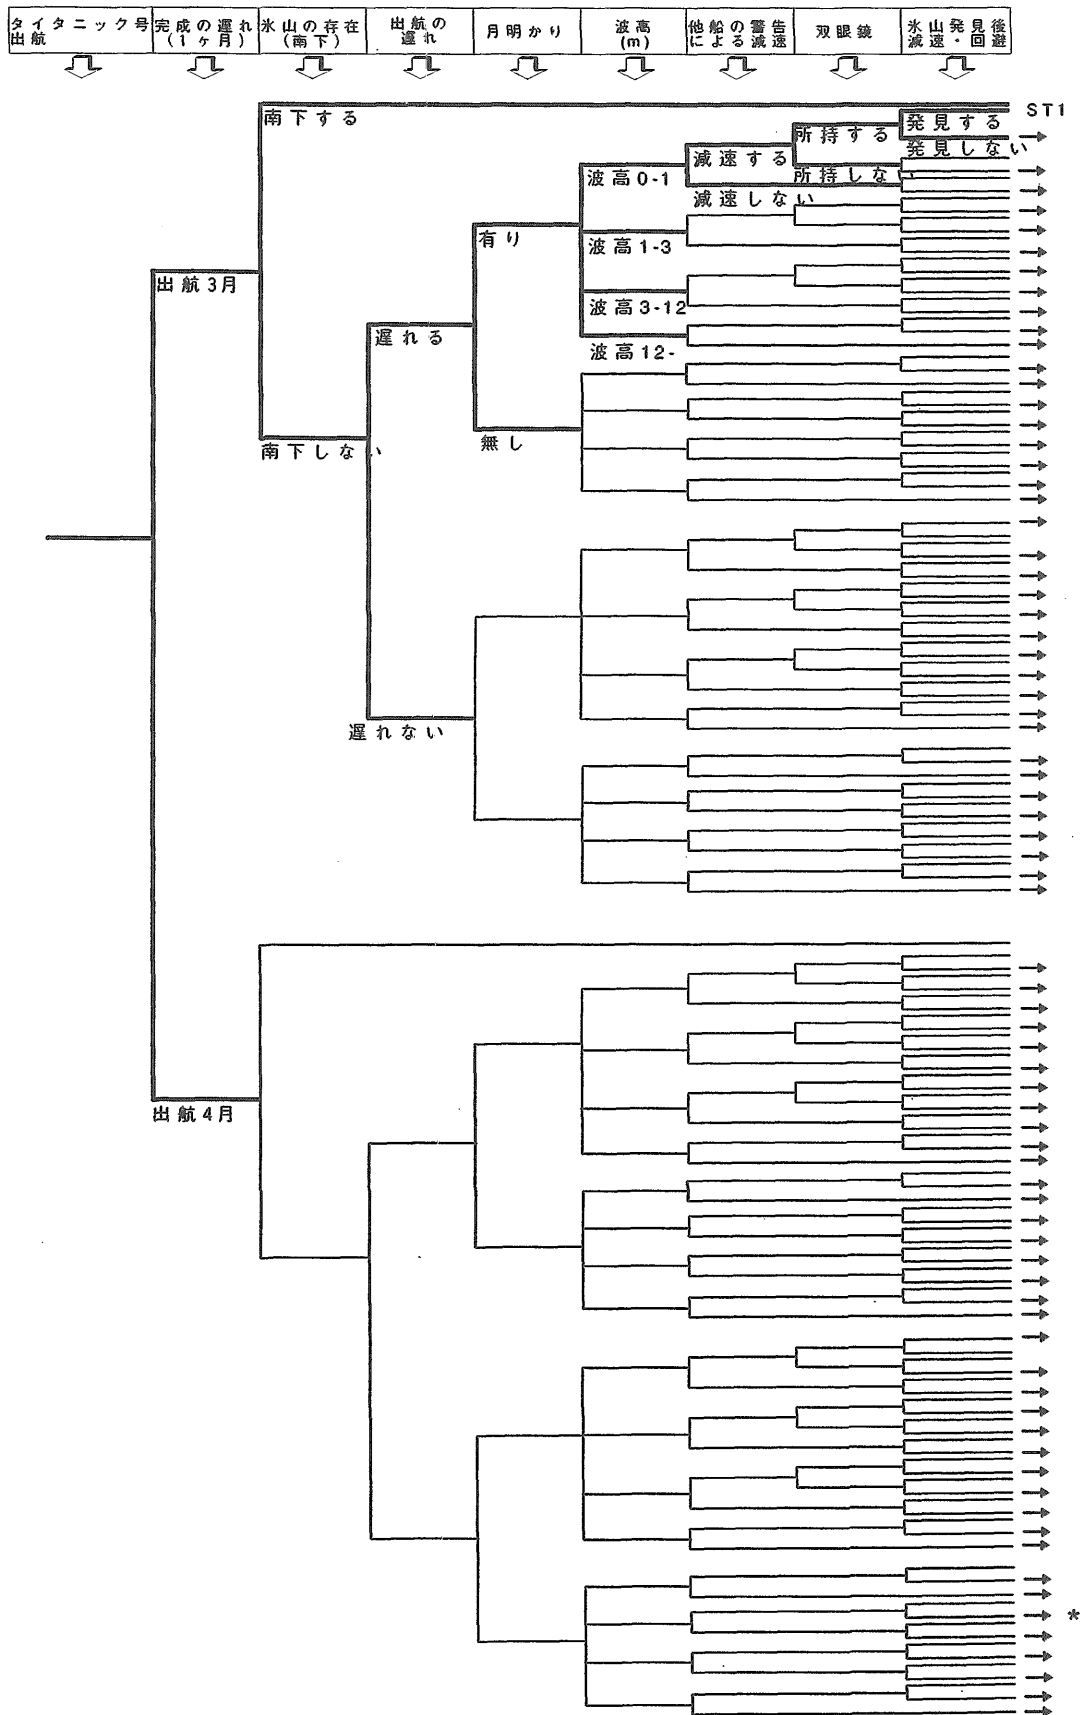 タイタニック号
出航
完成の遅れ
(1ヶ月)
氷山の存在
(南下)
出航の
遅れ
月明かり
波高
(m)
他船の警告
による減速
双眼鏡
氷山発見後
減速・回避
南下する
ST1
発見する
所持する
発見しない
減速する
波高0-1
所持しない
減速しない
有り
波高1-3
出航3月
波高3-12
遅れる
波高12-
無し
南下しない
遅れない
出航4月
*